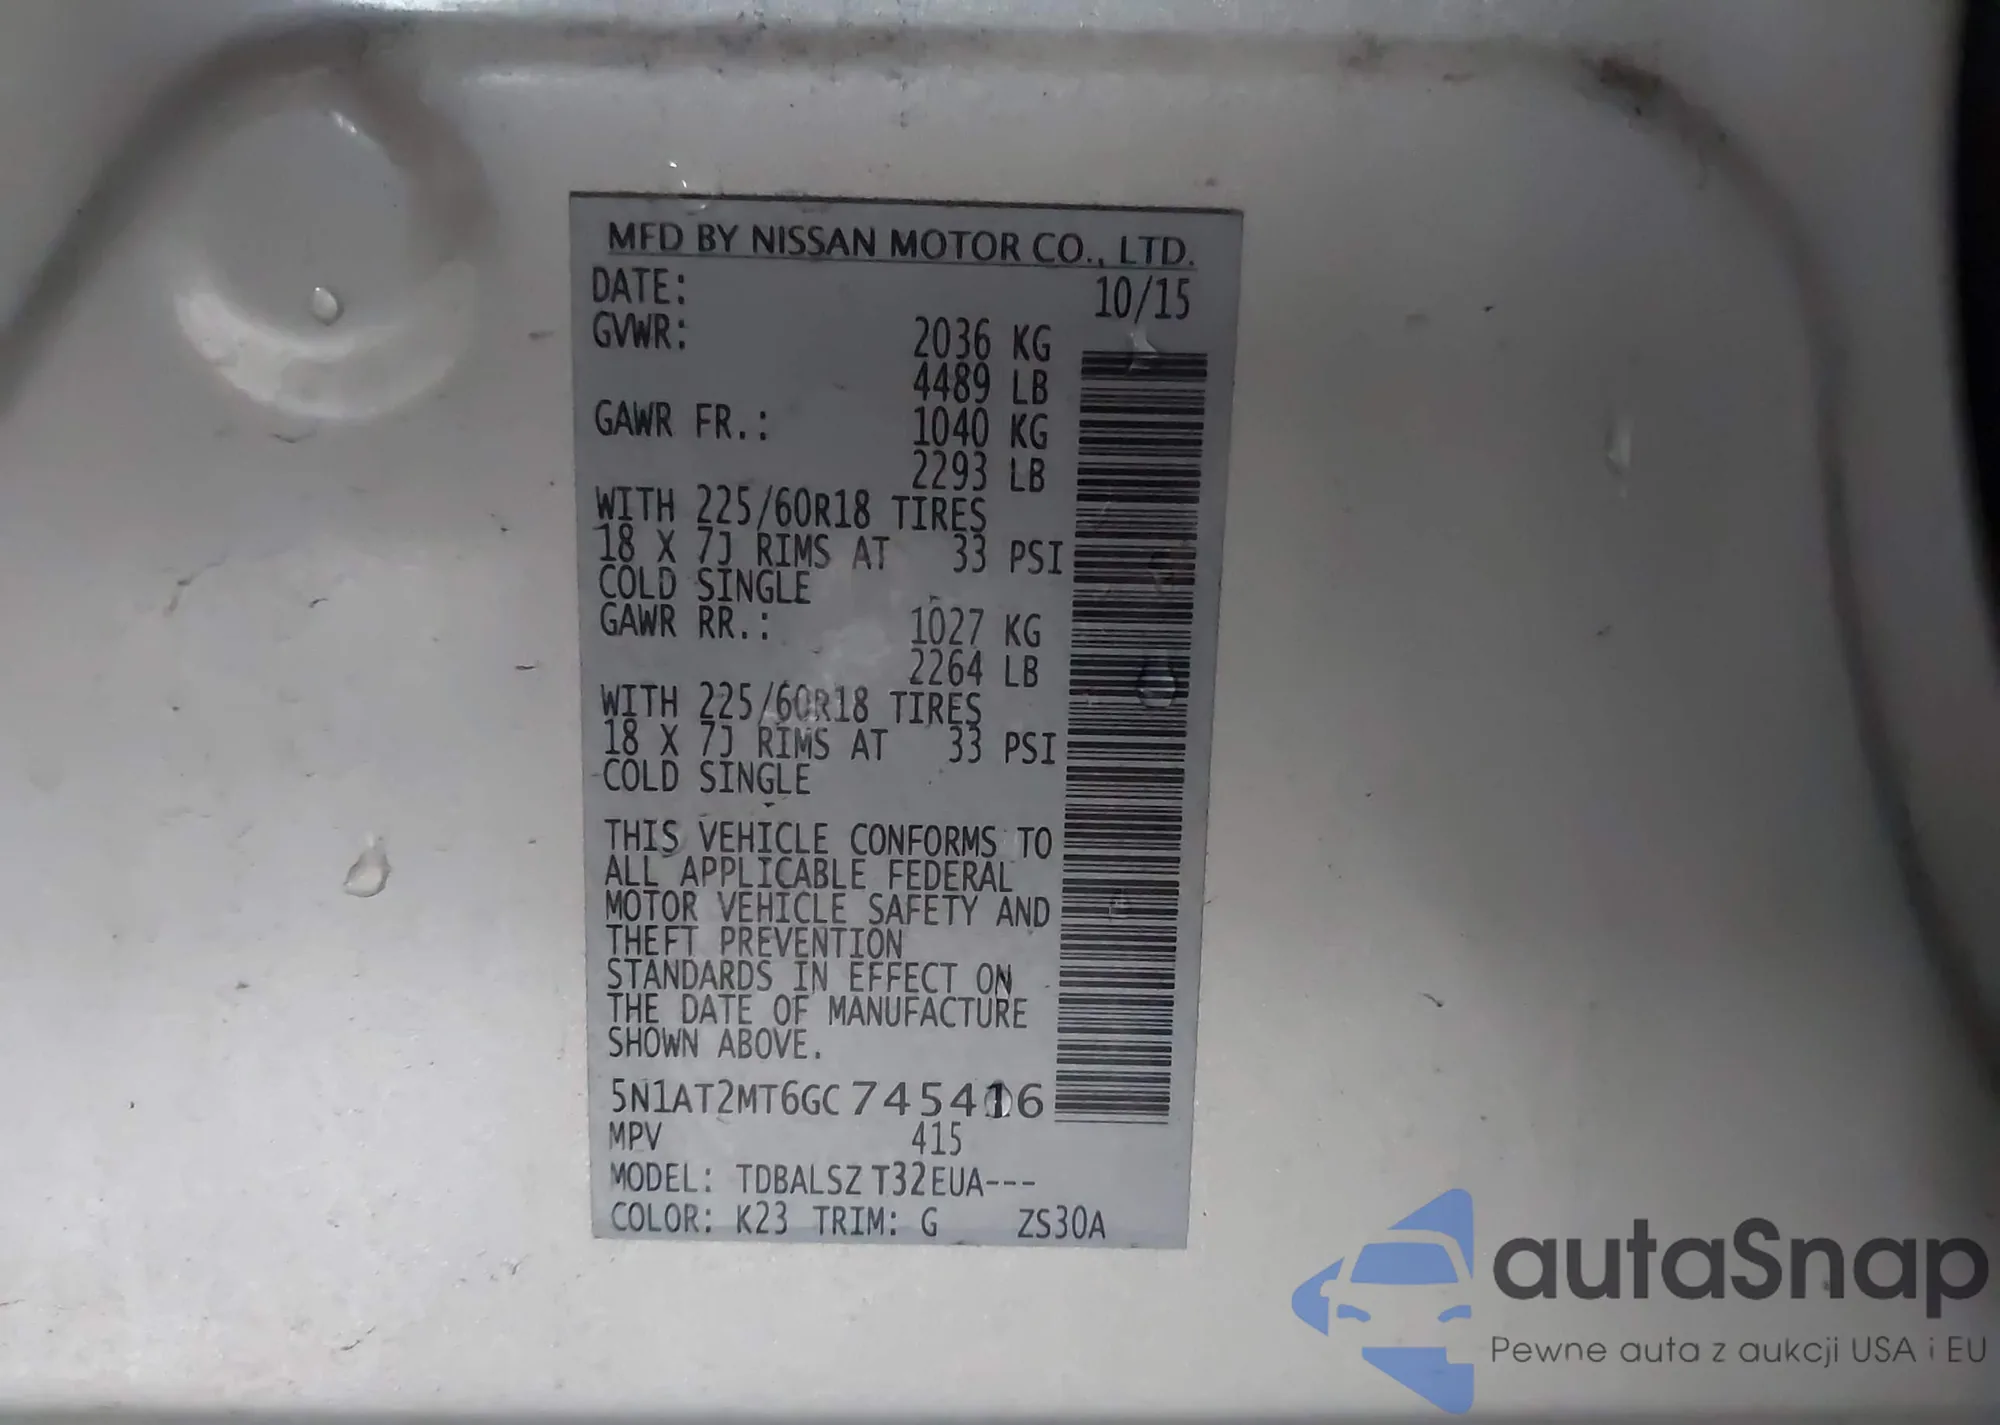 MFD BY NISSAN MOTOR CO., LTD.
DATE: 10/15
GVWR: 2036 KG
4489 LB
GAWR FR.: 1040 KG
2293 LB
WITH 225/60R18 TIRES
18 X 7J RIMS AT 33 PSI
COLD SINGLE
GAWR RR.: 1027 KG
2264 LB
WITH 225/60R18 TIRES
18 X 7J RIMS AT 33 PSI
COLD SINGLE
THIS VEHICLE CONFORMS TO
ALL APPLICABLE FEDERAL
MOTOR VEHICLE SAFETY AND
THEFT PREVENTION
STANDARDS IN EFFECT ON
THE DATE OF MANUFACTURE
SHOWN ABOVE.
5N1AT2MT6GC745416
MPV 415
MODEL: TDBALSZ T32EUA---
COLOR: K23 TRIM: G ZS30A
autaSnap
Pewne auta z aukcji USA i EU